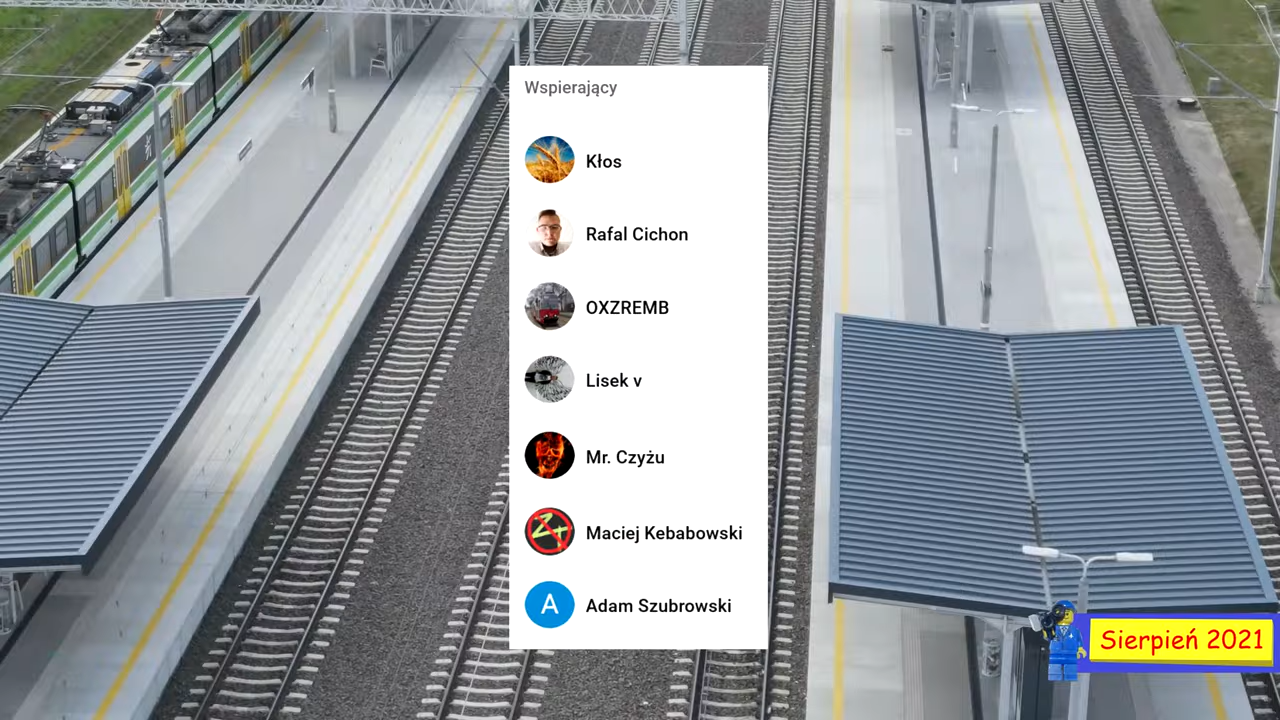 Wspierający
Kłos
Rafal Cichon
OXZREMB
Lisek v
Mr. Czyżu
Maciej Kebabowski
A Adam Szubrowski
Sierpień 2021